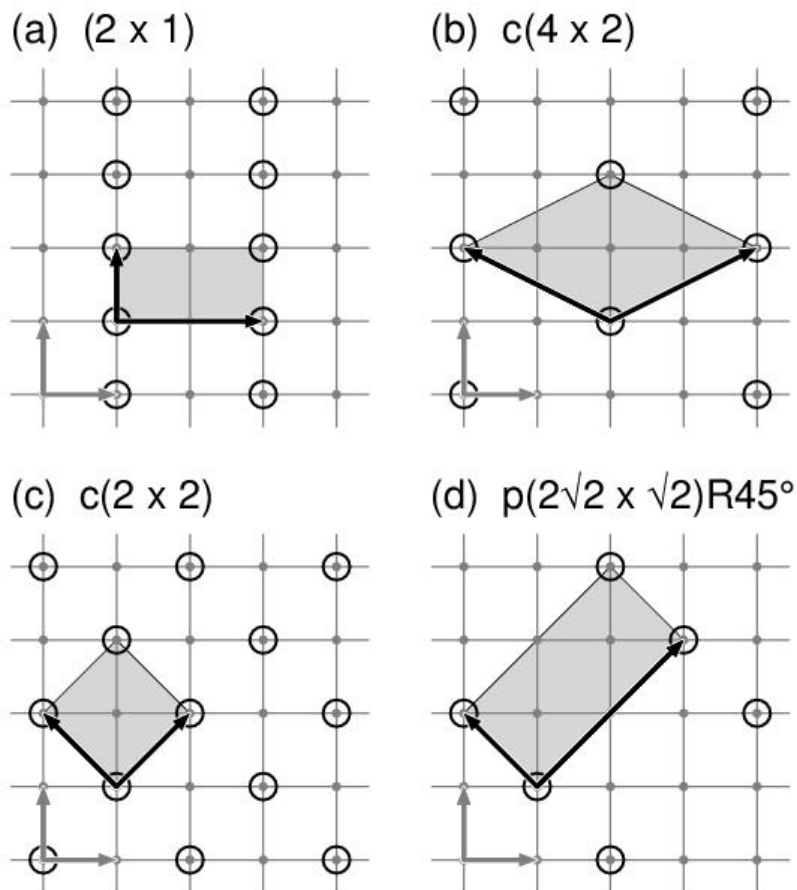 (a) (2 x 1)
(b) c(4 x 2)
(c) c(2 x 2)
(d) p(2√2 x √2)R45°